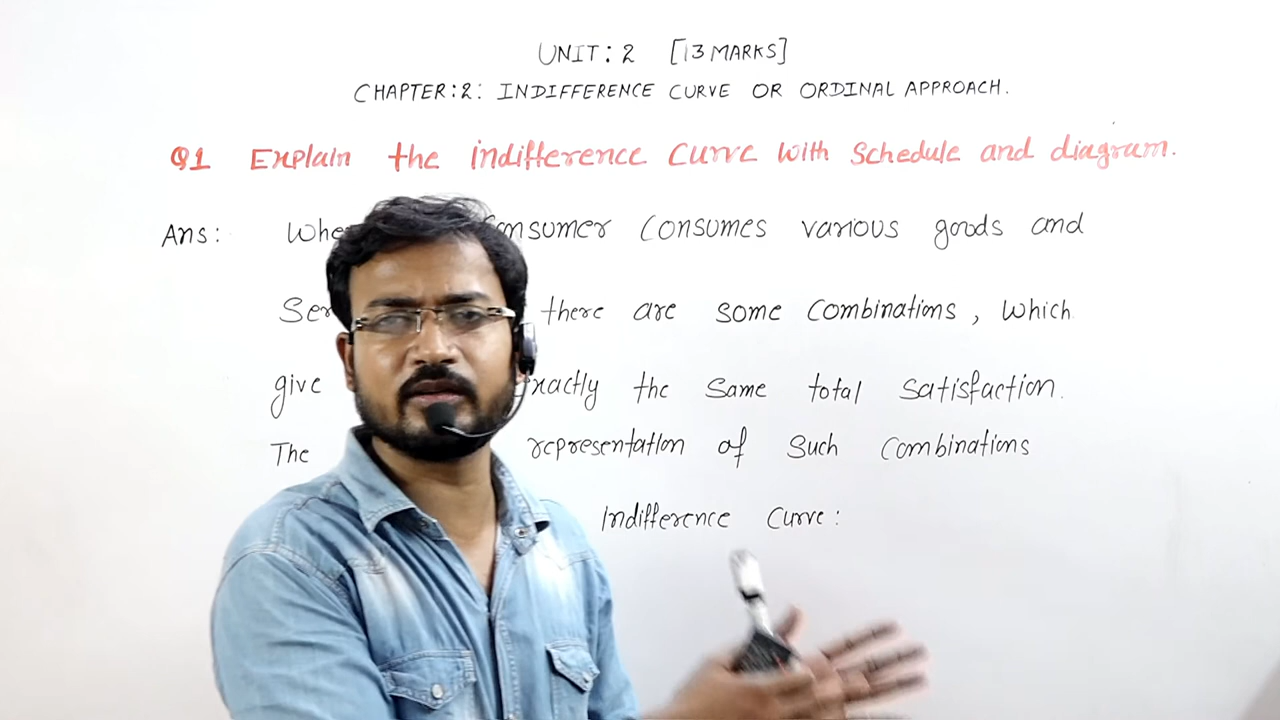 UNIT: 2 [13 MARKS]
CHAPTER:2: INDIFFERENCE CURVE OR ORDINAL APPROACH.
Q1 Explain the indifference curve with schedule and diagram.
Ans: Consumer Consumes various goods and
there are some Combinations, which
give exactly the same total satisfaction.
The representation of such combinations
Indifference Curve: